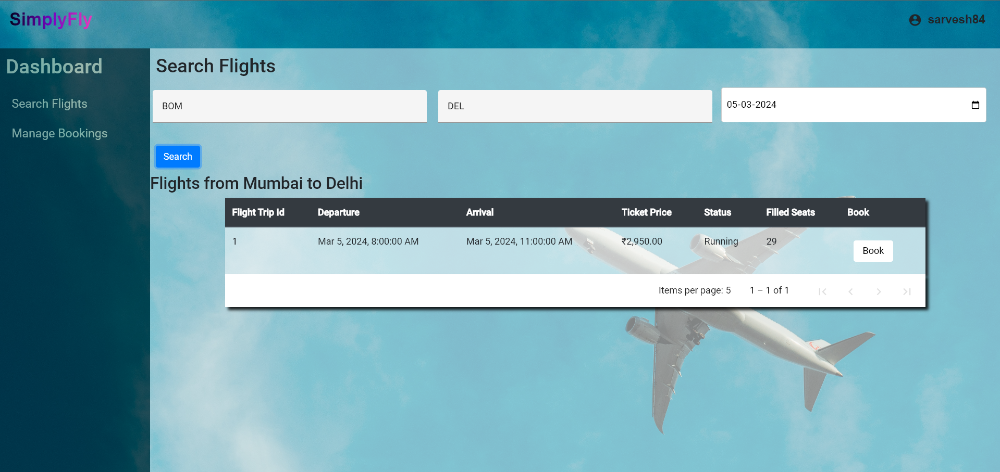 SimplyFly
sarvesh84
Dashboard
Search Flights
Manage Bookings
Search Flights
BOM
DEL
05-03-2024
Search
Flights from Mumbai to Delhi
Flight Trip Id Departure Arrival Ticket Price Status Filled Seats Book
1 Mar 5, 2024, 8:00:00 AM Mar 5, 2024, 11:00:00 AM ₹2,950.00 Running 29 Book
Items per page: 5 1 – 1 of 1